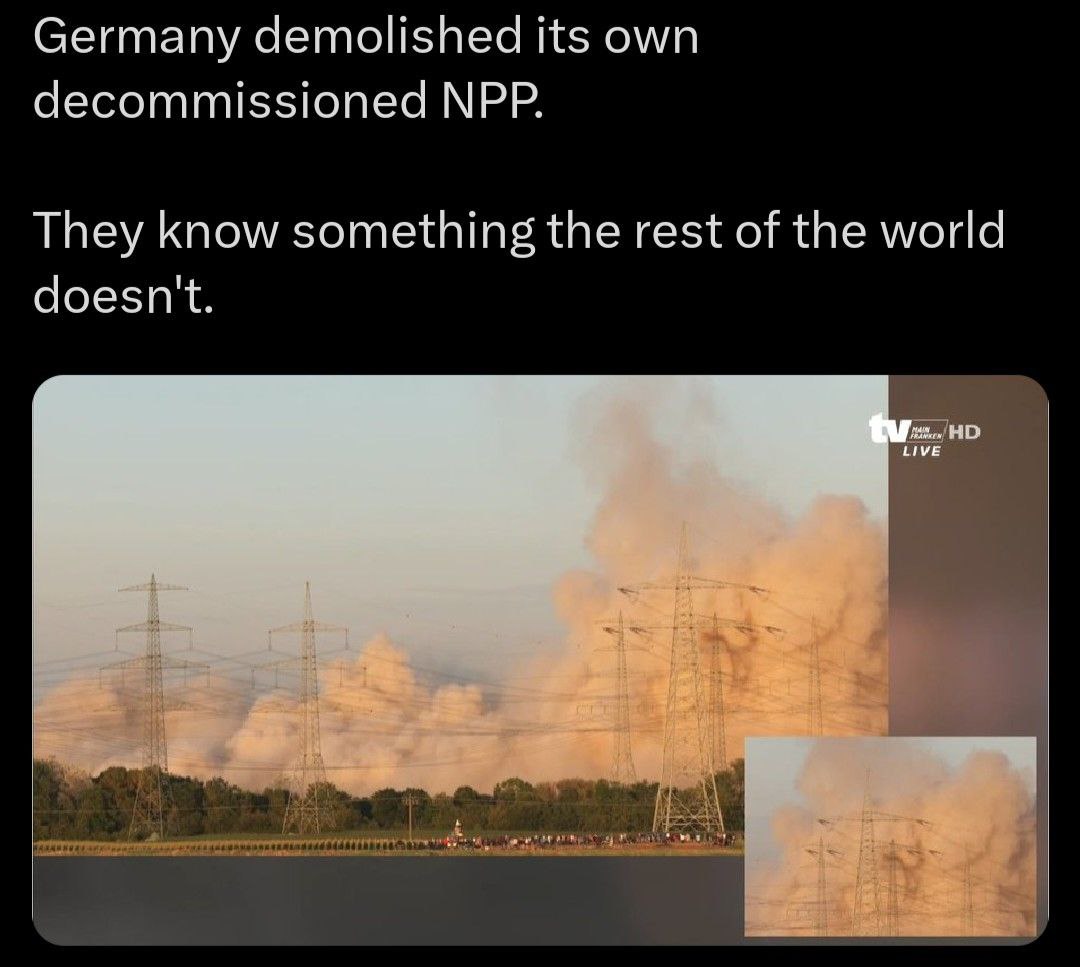 Germany demolished its own
decommissioned NPP.
They know something the rest of the world
doesn't.
tv MAIN FRANKEN HD
LIVE